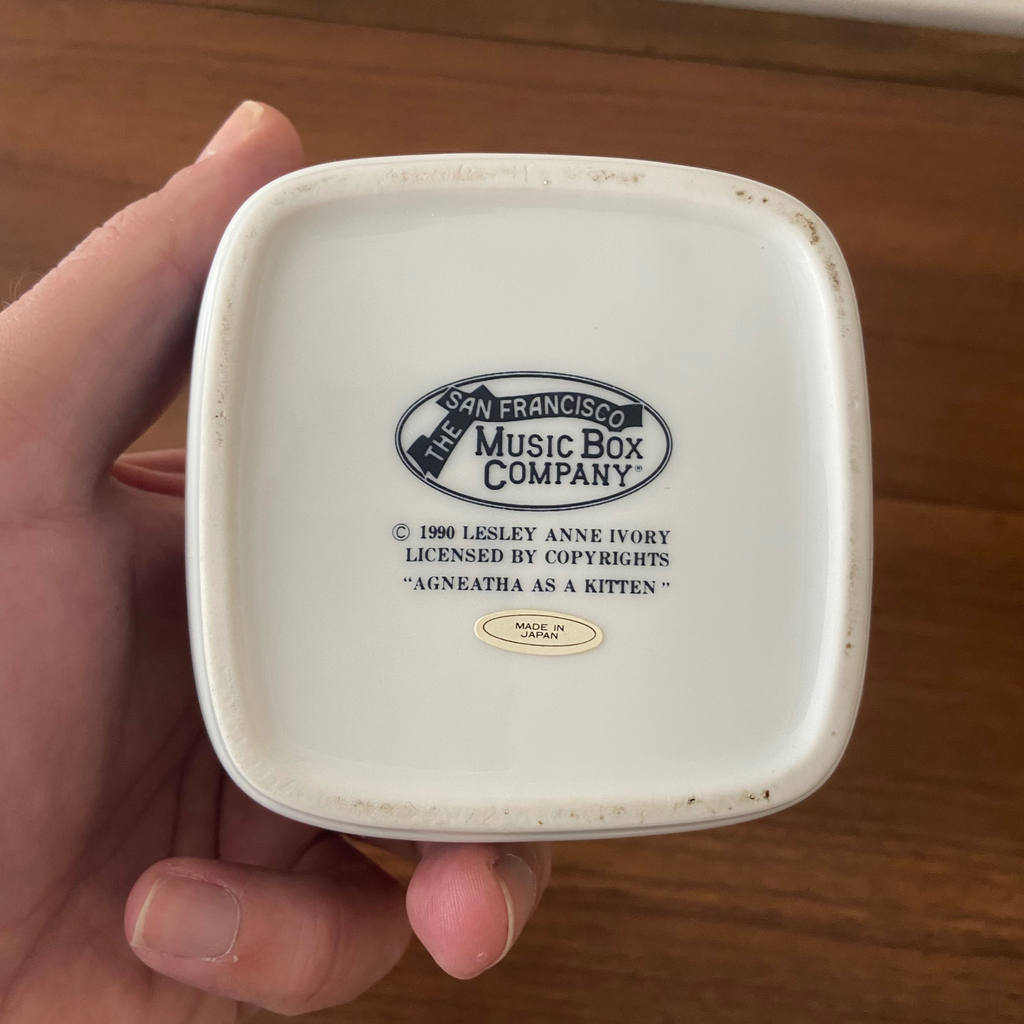 THE SAN FRANCISCO
MUSIC BOX
COMPANY®
© 1990 LESLEY ANNE IVORY
LICENSED BY COPYRIGHTS
“AGNEATHA AS A KITTEN”
MADE IN
JAPAN